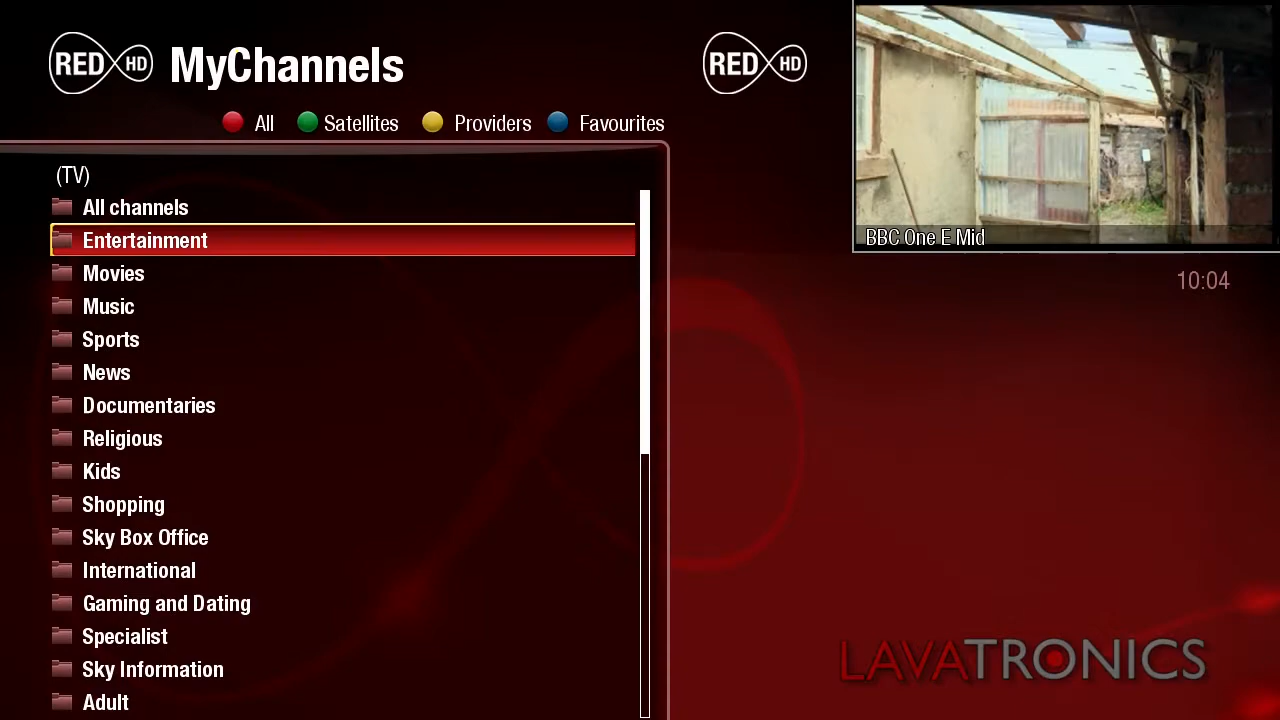 RED HD MyChannels RED HD
All Satellites Providers Favourites
(TV)
All channels
Entertainment
Movies
Music
Sports
News
Documentaries
Religious
Kids
Shopping
Sky Box Office
International
Gaming and Dating
Specialist
Sky Information
Adult
BBC One E Mid
10:04
LAVATRONICS